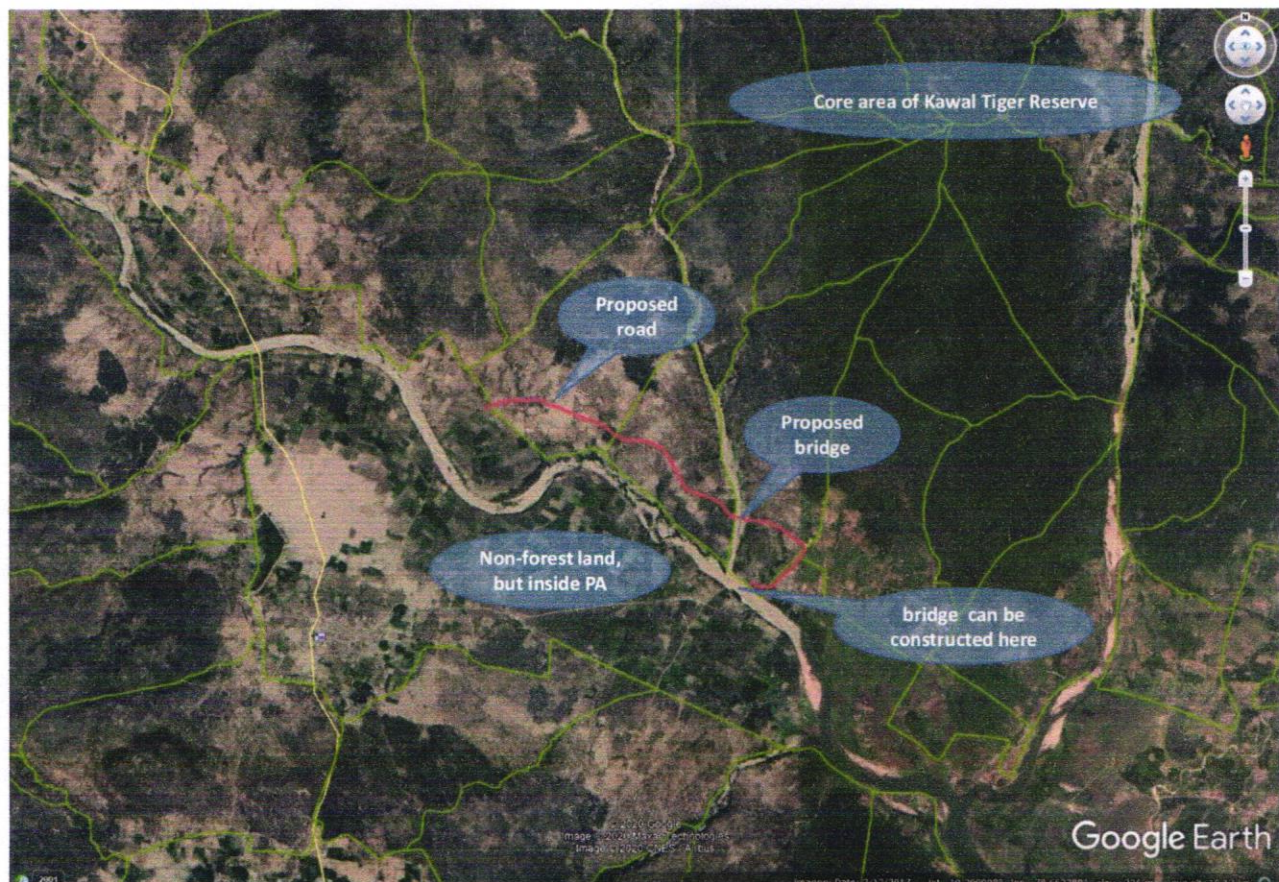 Core area of Kawal Tiger Reserve
Proposed
road
Proposed
bridge
Non-forest land,
but inside PA
bridge can be
constructed here
Google Earth
2001